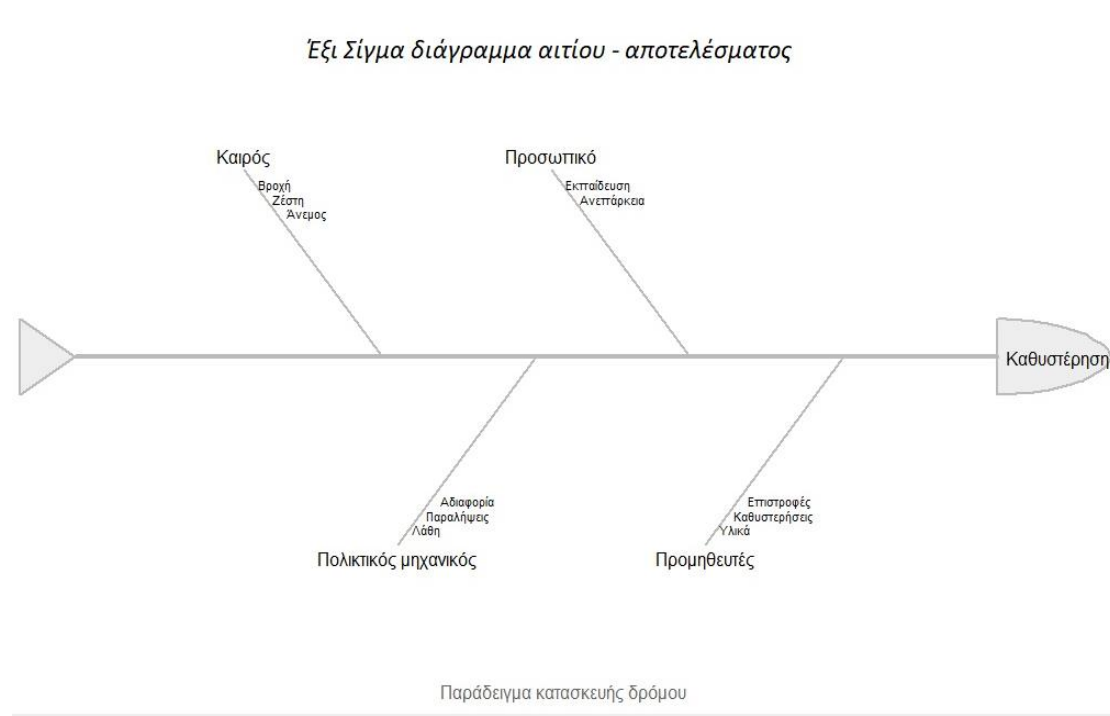 Έξι Σίγμα διάγραμμα αιτίου - αποτελέσματος
Καιρός
Βροχή
Ζέστη
Άνεμος
Προσωπικό
Εκπαίδευση
Ανεπάρκεια
Καθυστέρηση
Αδιαφορία
Παραλήψεις
Λάθη
Πολικτικός μηχανικός
Επιστροφές
Καθυστερήσεις
Υλικά
Προμηθευτές
Παράδειγμα κατασκευής δρόμου